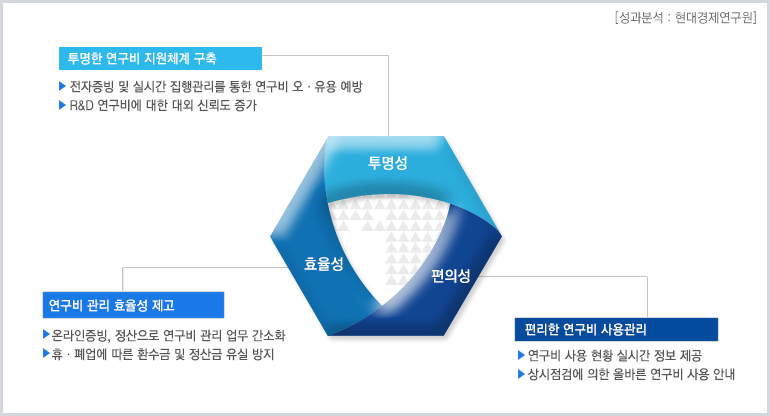 [성과분석 : 현대경제연구원]
투명한 연구비 지원체계 구축
▶ 전자증빙 및 실시간 집행관리를 통한 연구비 오 · 유용 예방
▶ R&D 연구비에 대한 대외 신뢰도 증가
투명성
효율성
편의성
연구비 관리 효율성 제고
▶ 온라인증빙, 정산으로 연구비 관리 업무 간소화
▶ 휴 · 폐업에 따른 환수금 및 정산금 유실 방지
편리한 연구비 사용관리
▶ 연구비 사용 현황 실시간 정보 제공
▶ 상시점검에 의한 올바른 연구비 사용 안내